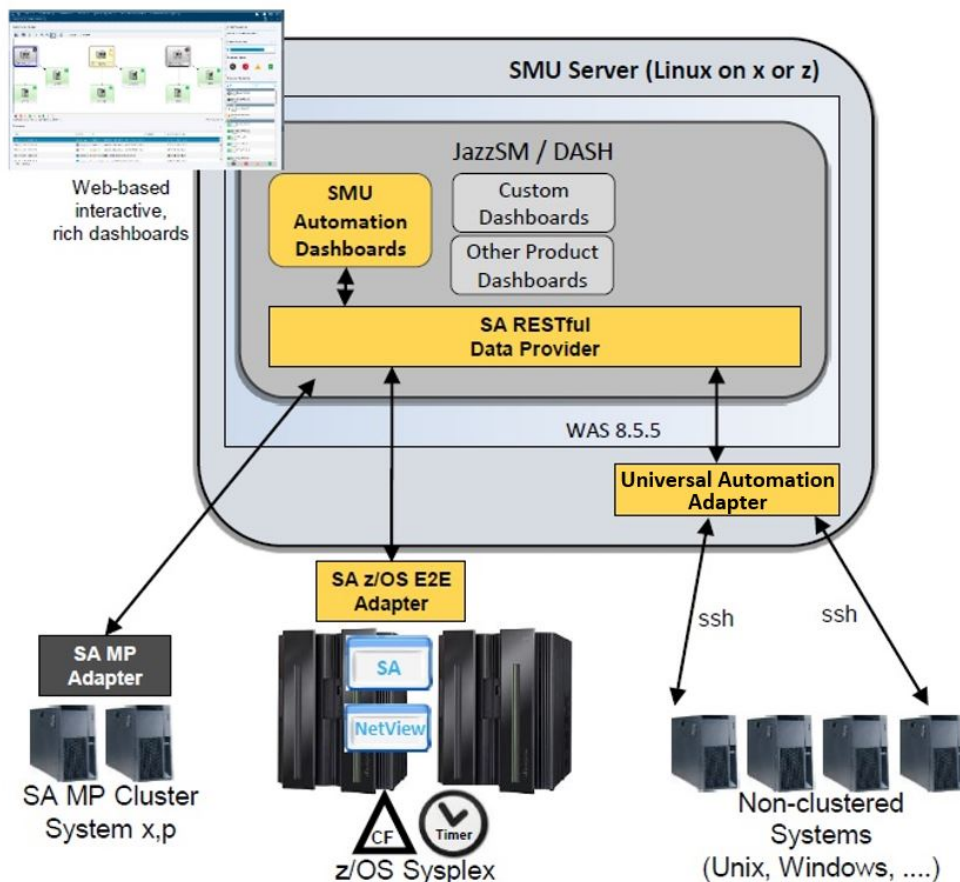 SMU Server (Linux on x or z)
JazzSM / DASH
Web-based
interactive,
rich dashboards
SMU
Automation
Dashboards
Custom
Dashboards
Other Product
Dashboards
SA RESTful
Data Provider
WAS 8.5.5
Universal Automation
Adapter
SA z/OS E2E
Adapter
ssh
ssh
SA MP
Adapter
SA
NetView
SA MP Cluster
System x,p
CF
Timer
z/OS Sysplex
Non-clustered
Systems
(Unix, Windows, ....)